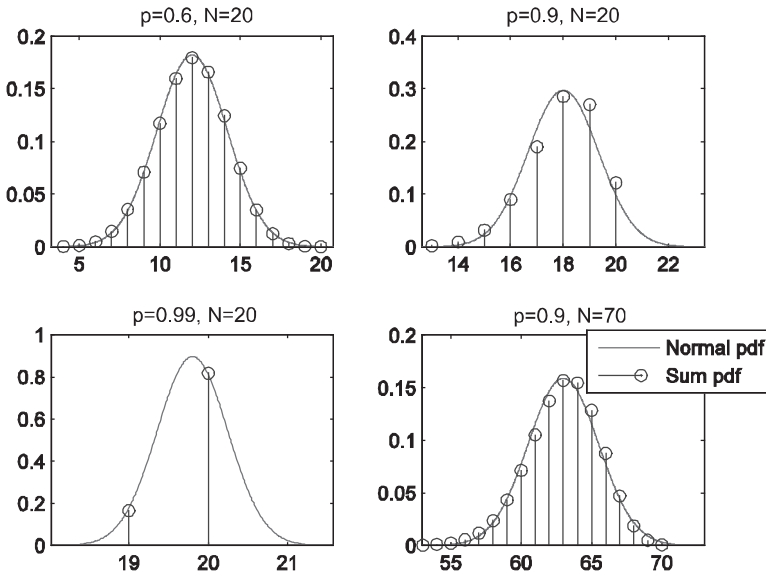 p=0.6, N=20
0.2
0.15
0.1
0.05
0
5 10 15 20
p=0.9, N=20
0.4
0.3
0.2
0.1
0
14 16 18 20 22
p=0.99, N=20
1
0.8
0.6
0.4
0.2
0
19 20 21
p=0.9, N=70
0.2
0.15
0.1
0.05
0
55 60 65 70
Normal pdf
Sum pdf